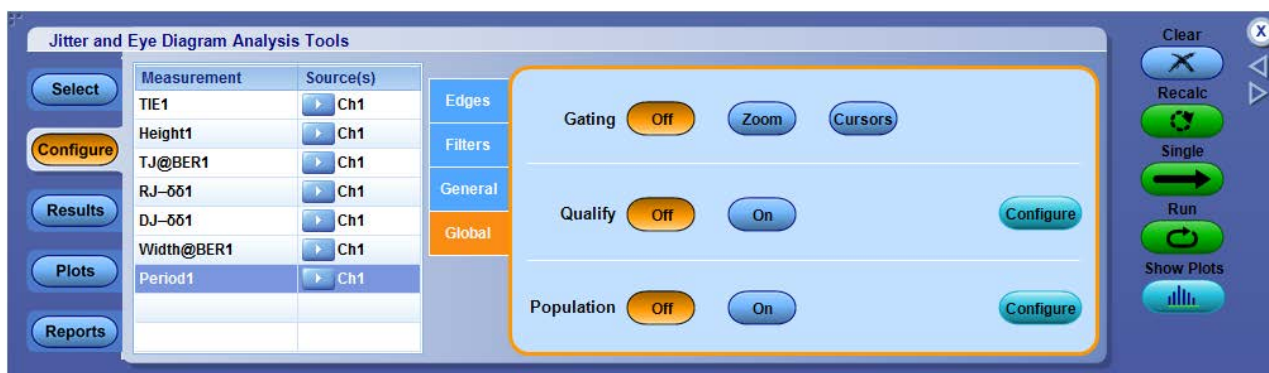 Jitter and Eye Diagram Analysis Tools
Select
Configure
Results
Plots
Reports
Measurement Source(s)
TIE1 Ch1
Height1 Ch1
TJ@BER1 Ch1
RJ–δδ1 Ch1
DJ–δδ1 Ch1
Width@BER1 Ch1
Period1 Ch1
Edges
Filters
General
Global
Gating Off Zoom Cursors
Qualify Off On Configure
Population Off On Configure
Clear
X
Recalc
Single
Run
Show Plots